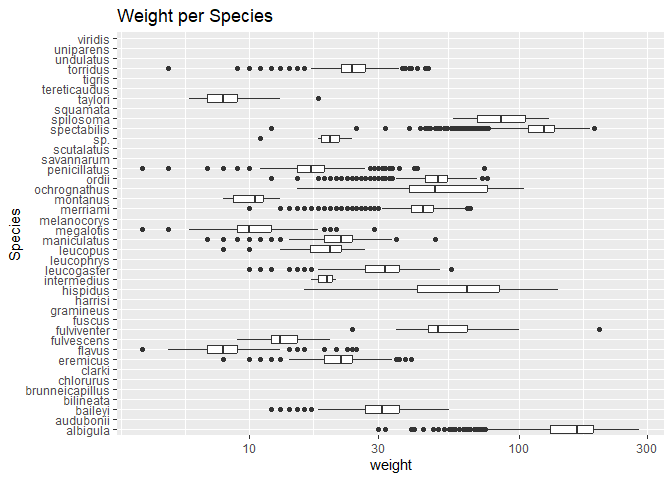 Weight per Species
viridis
uniparens
undulatus
torridus
tigris
tereticaudus
taylori
squamata
spilosoma
spectabilis
sp.
scutalatus
savannarum
penicillatus
ordii
ochrognathus
montanus
merriami
melanocorys
megalotis
maniculatus
leucopus
leucophrys
leucogaster
intermedius
hispidus
harrisi
gramineus
fuscus
fulviventer
fulvescens
flavus
eremicus
clarki
chlorurus
brunneicapillus
bilineata
baileyi
audubonii
albigula
Species
10 30 100 300
weight